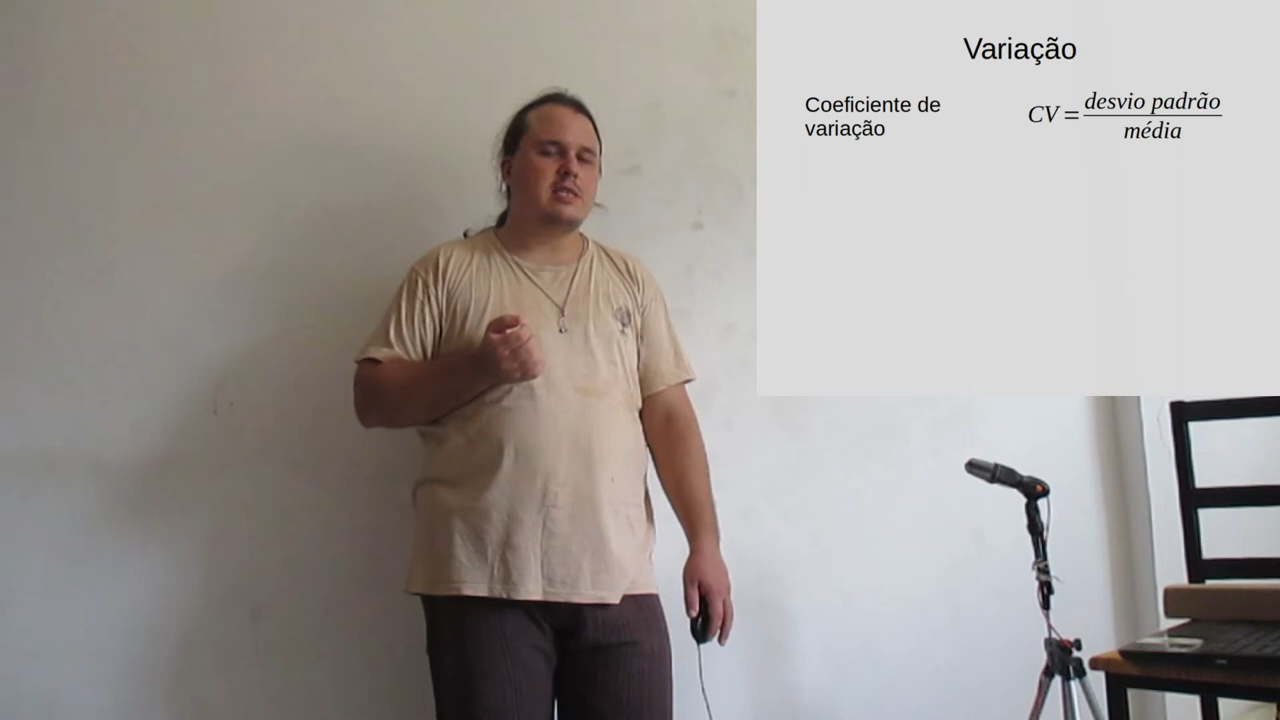 Variação
Coeficiente de
variação
CV = desvio padrão
média